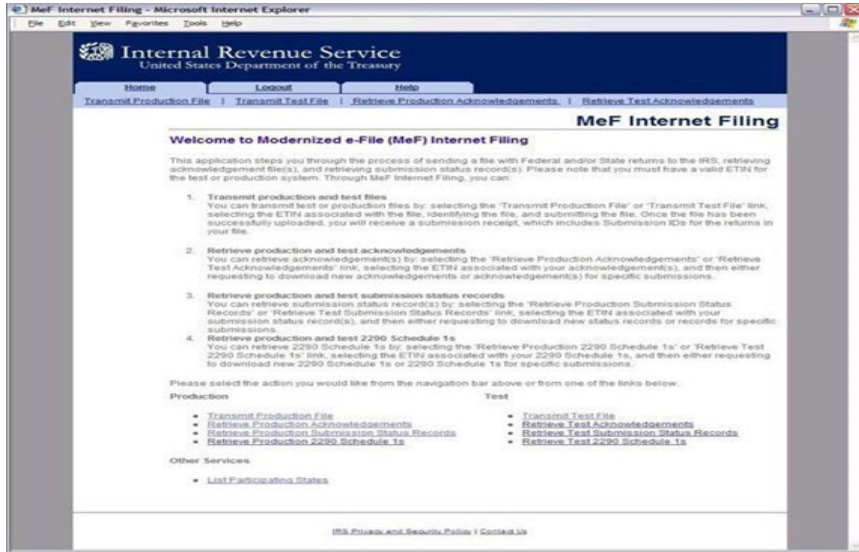 MeF Internet Filing - Microsoft Internet Explorer
File Edit View Favorites Tools Help
Internal Revenue Service
United States Department of the Treasury
Home Logout Help
Transmit Production File | Transmit Test File | Retrieve Production Acknowledgements | Retrieve Test Acknowledgements
MeF Internet Filing
Welcome to Modernized e-File (MeF) Internet Filing
This application steps you through the process of sending a file with Federal and/or State returns to the IRS, retrieving
acknowledgement file(s), and retrieving submission status record(s). Please note that you must have a valid ETIN for
the test or production system. Through MeF Internet Filing, you can:
1. Transmit production and test files
You can transmit test or production files by: selecting the 'Transmit Production File' or 'Transmit Test File' link,
selecting the ETIN associated with the file, identifying the file, and submitting the file. Once the file has been
successfully uploaded, you will receive a submission receipt, which includes Submission IDs for the returns in
your file.
2. Retrieve production and test acknowledgements
You can retrieve acknowledgement(s) by: selecting the 'Retrieve Production Acknowledgements' or 'Retrieve
Test Acknowledgements' link, selecting the ETIN associated with your acknowledgement(s), and then either
requesting to download new acknowledgements or acknowledgement(s) for specific submissions.
3. Retrieve production and test submission status records
You can retrieve submission status record(s) by: selecting the 'Retrieve Production Submission Status
Records' or 'Retrieve Test Submission Status Records' link, selecting the ETIN associated with your
submission status record(s), and then either requesting to download new status records or records for specific
submissions.
4. Retrieve production and test 2290 Schedule 1s
You can retrieve 2290 Schedule 1s by: selecting the 'Retrieve Production 2290 Schedule 1s' or 'Retrieve Test
2290 Schedule 1s' link, selecting the ETIN associated with your 2290 Schedule 1s, and then either requesting
to download new 2290 Schedule 1s or 2290 Schedule 1s for specific submissions.
Please select the action you would like from the navigation bar above or from one of the links below.
Production Test
• Transmit Production File • Transmit Test File
• Retrieve Production Acknowledgements • Retrieve Test Acknowledgements
• Retrieve Production Submission Status Records • Retrieve Test Submission Status Records
• Retrieve Production 2290 Schedule 1s • Retrieve Test 2290 Schedule 1s
Other Services
• List Participating States
IRS Privacy and Security Policy | Contact Us